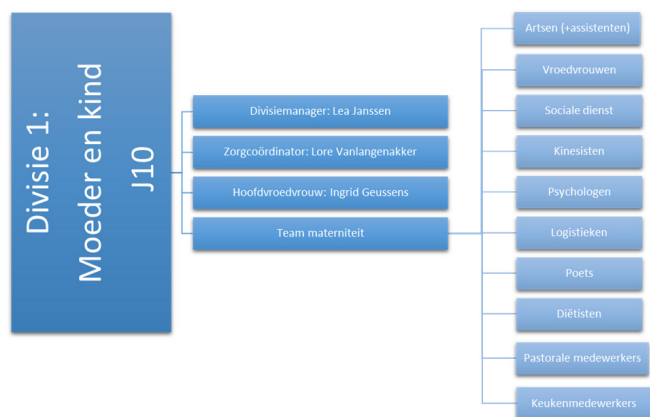 Divisie 1:
Moeder en kind
J10
Divisiemanager: Lea Janssen
Zorgcoördinator: Lore Vanlangenakker
Hoofdvroedvrouw: Ingrid Geussens
Team materniteit
Artsen (+assistenten)
Vroedvrouwen
Sociale dienst
Kinesisten
Psychologen
Logistieken
Poets
Diëtisten
Pastorale medewerkers
Keukenmedewerkers